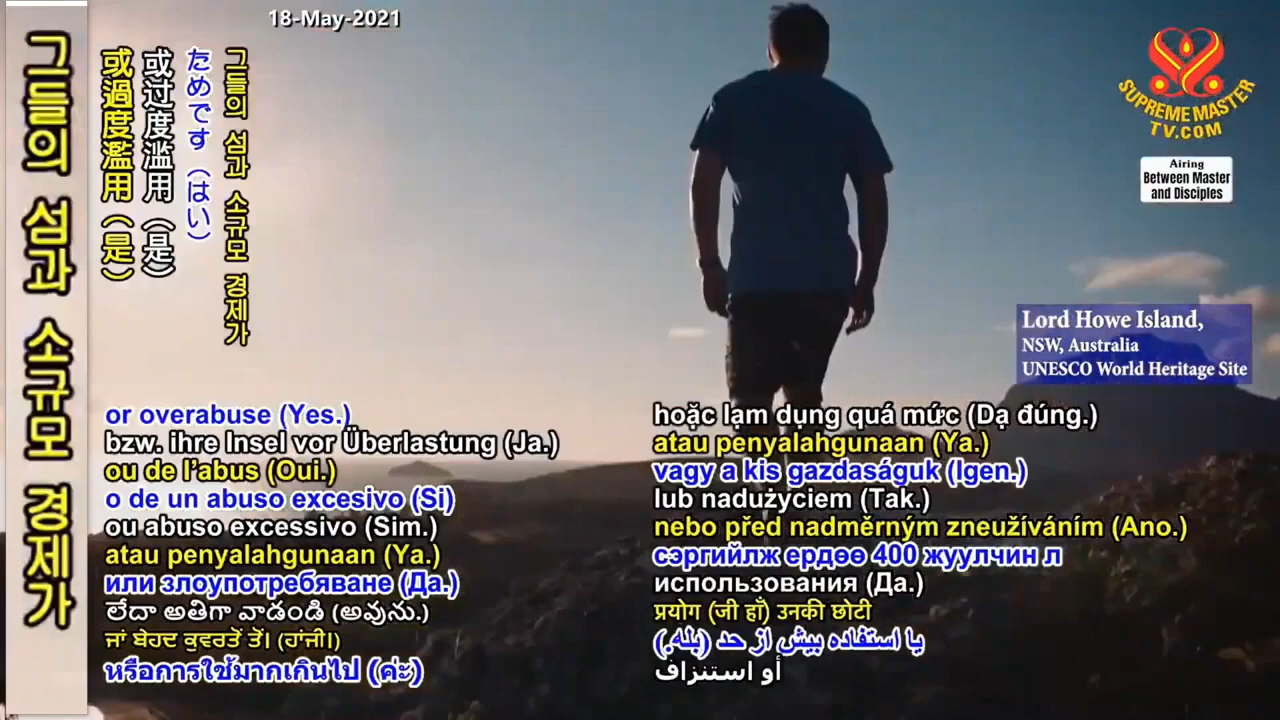 18-May-2021
그들의 섬과 소규모 경제가
或過度濫用（是）
或过度滥用（是）
ためです（はい）
그들의 섬과 소규모 경제가
SUPREME MASTER
TV.COM
Airing
Between Master
and Disciples
Lord Howe Island,
NSW, Australia
UNESCO World Heritage Site
or overabuse (Yes.)
bzw. ihre Insel vor Überlastung (Ja.)
ou de l’abus (Oui.)
o de un abuso excesivo (Si)
ou abuso excessivo (Sim.)
atau penyalahgunaan (Ya.)
или злоупотребяване (Да.)
లేదా అతిగా వాడండి (అవును.)
ਜਾਂ ਬੇਹਦ ਕੁਵਰਤੋਂ ਤੋਂ। (ਹਾਂਜੀ।)
หรือการใช้มากเกินไป (ค่ะ)
hoặc lạm dụng quá mức (Dạ đúng.)
atau penyalahgunaan (Ya.)
vagy a kis gazdaságuk (Igen.)
lub nadużyciem (Tak.)
nebo před nadměrným zneužíváním (Ano.)
сэргийлж ердөө 400 жуулчин л
использования (Да.)
प्रयोग (जी हाँ) उनकी छोटी
یا استفاده بیش از حد (بله.)
أو استنزاف